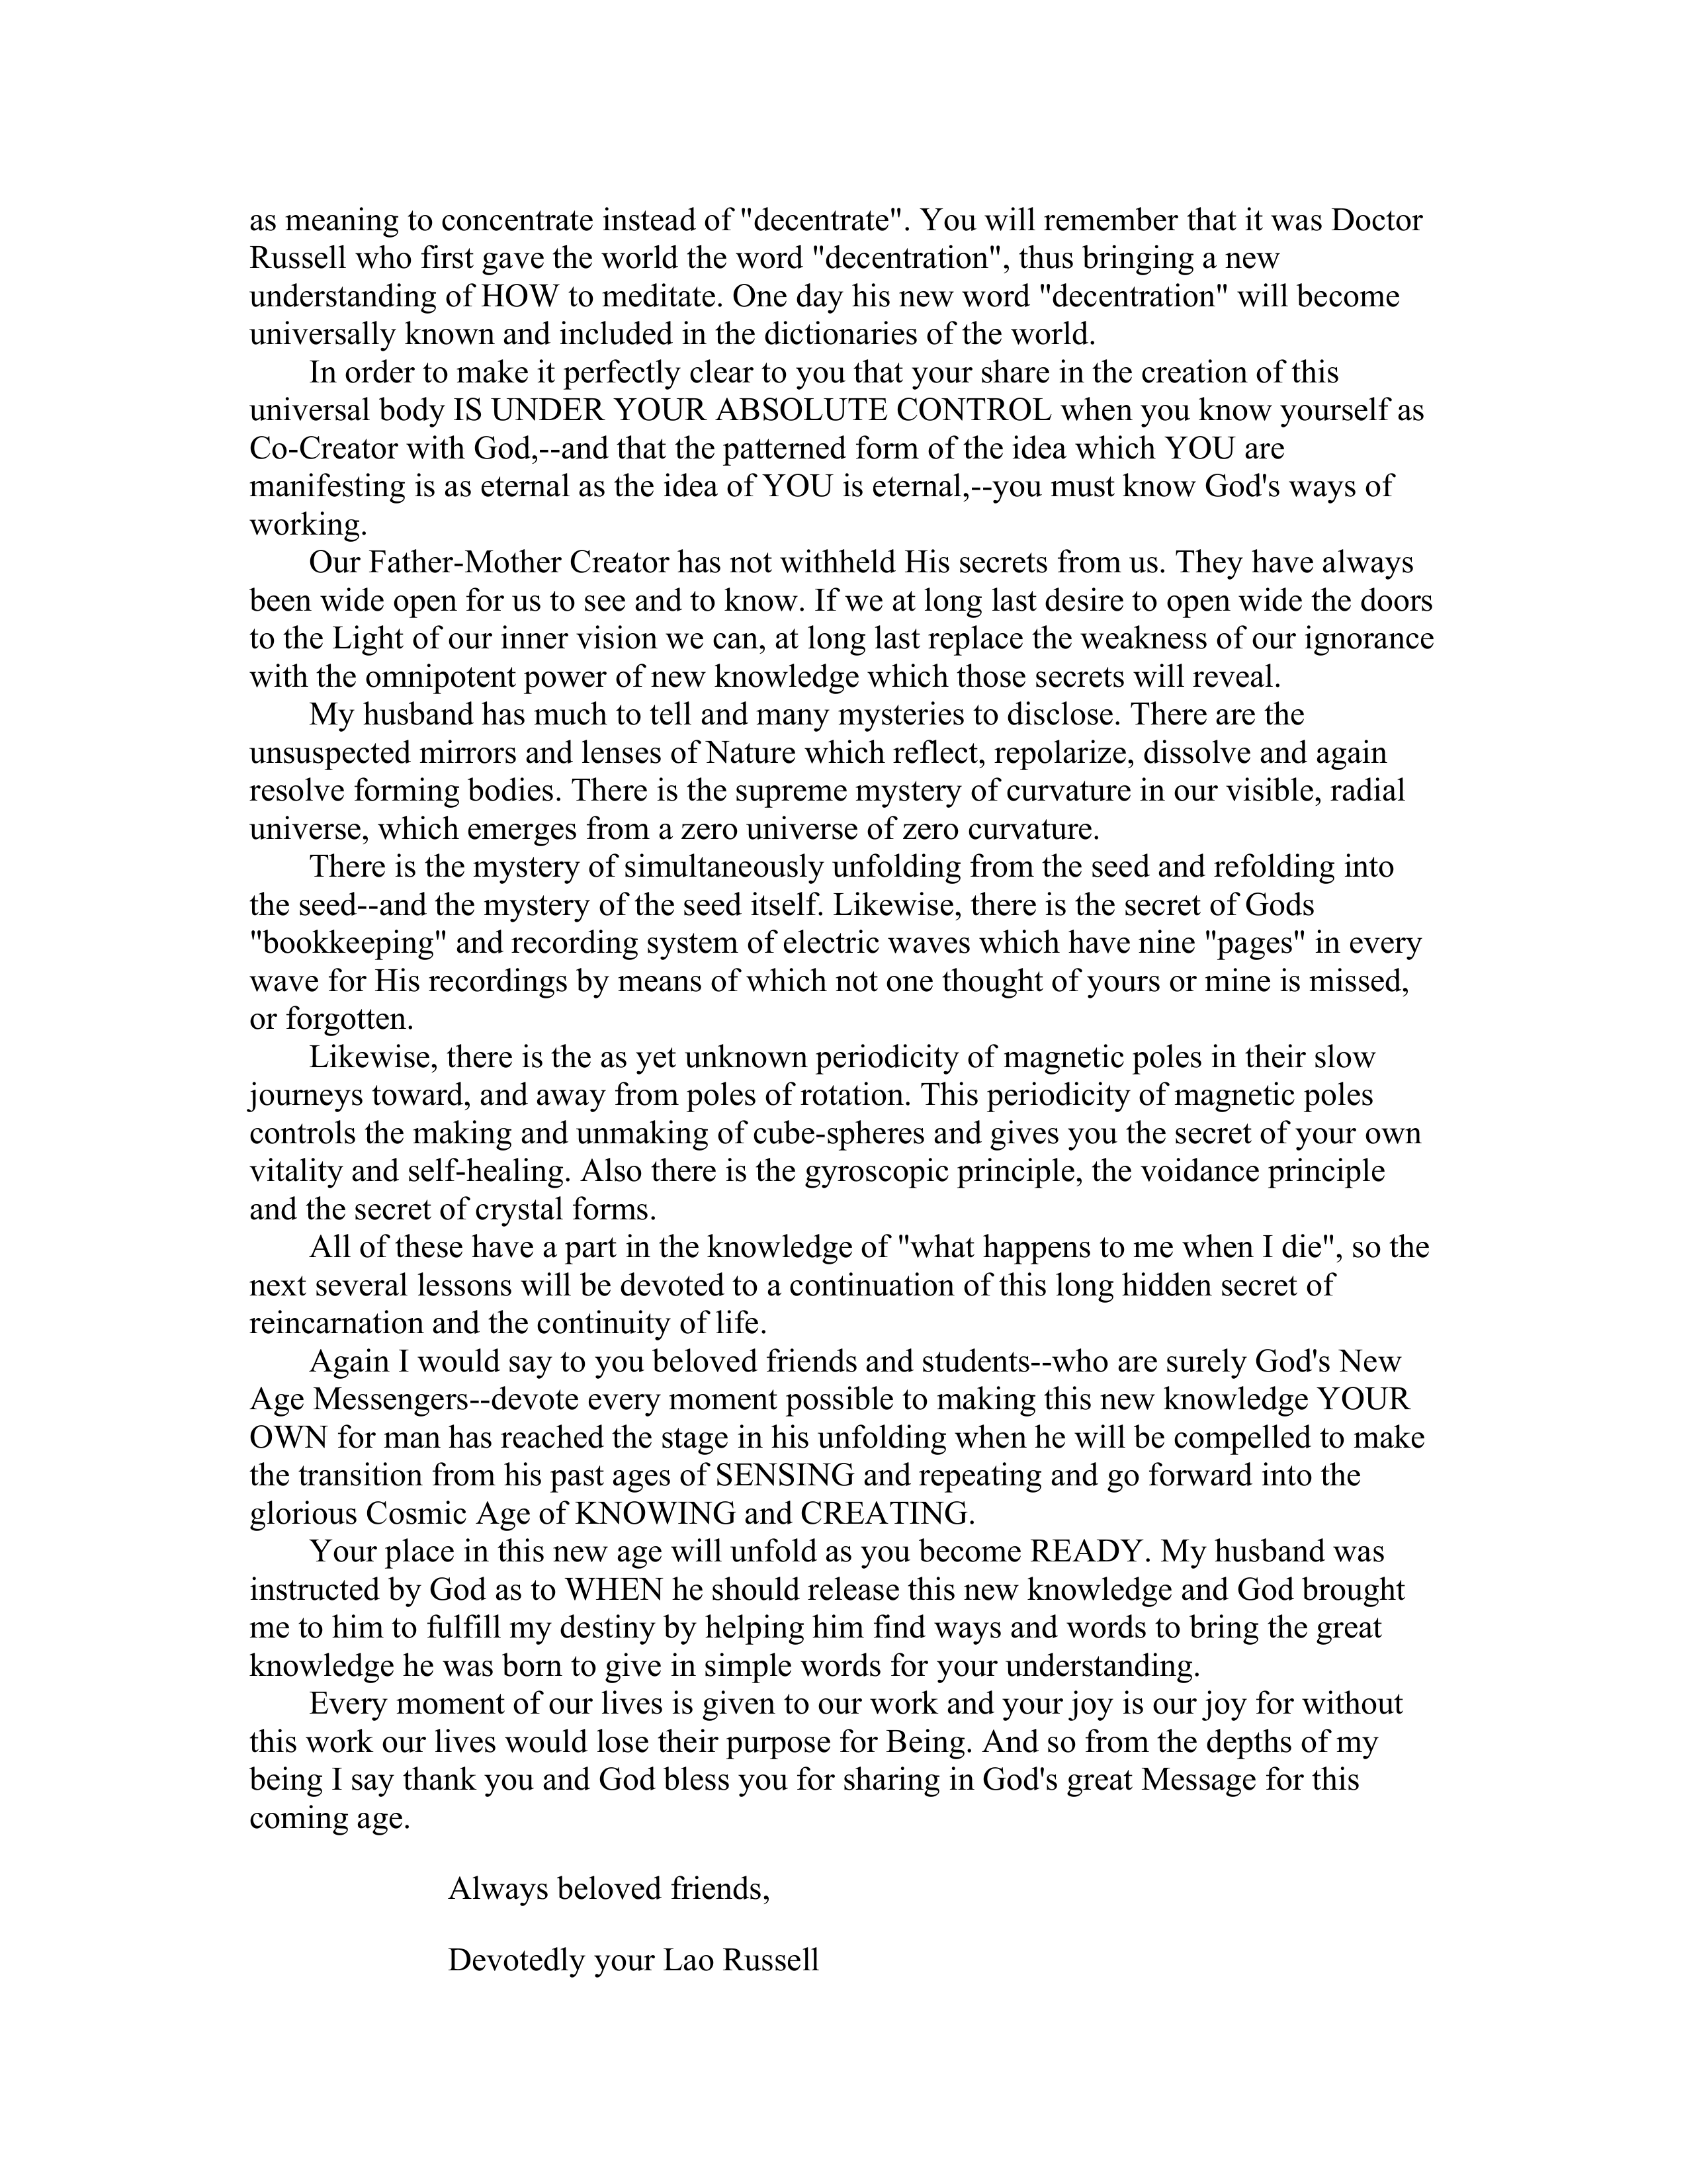 as meaning to concentrate instead of "decentrate". You will remember that it was Doctor
Russell who first gave the world the word "decentration", thus bringing a new
understanding of HOW to meditate. One day his new word "decentration" will become
universally known and included in the dictionaries of the world.
In order to make it perfectly clear to you that your share in the creation of this
universal body IS UNDER YOUR ABSOLUTE CONTROL when you know yourself as
Co-Creator with God,--and that the patterned form of the idea which YOU are
manifesting is as eternal as the idea of YOU is eternal,--you must know God's ways of
working.
Our Father-Mother Creator has not withheld His secrets from us. They have always
been wide open for us to see and to know. If we at long last desire to open wide the doors
to the Light of our inner vision we can, at long last replace the weakness of our ignorance
with the omnipotent power of new knowledge which those secrets will reveal.
My husband has much to tell and many mysteries to disclose. There are the
unsuspected mirrors and lenses of Nature which reflect, repolarize, dissolve and again
resolve forming bodies. There is the supreme mystery of curvature in our visible, radial
universe, which emerges from a zero universe of zero curvature.
There is the mystery of simultaneously unfolding from the seed and refolding into
the seed--and the mystery of the seed itself. Likewise, there is the secret of Gods
"bookkeeping" and recording system of electric waves which have nine "pages" in every
wave for His recordings by means of which not one thought of yours or mine is missed,
or forgotten.
Likewise, there is the as yet unknown periodicity of magnetic poles in their slow
journeys toward, and away from poles of rotation. This periodicity of magnetic poles
controls the making and unmaking of cube-spheres and gives you the secret of your own
vitality and self-healing. Also there is the gyroscopic principle, the voidance principle
and the secret of crystal forms.
All of these have a part in the knowledge of "what happens to me when I die", so the
next several lessons will be devoted to a continuation of this long hidden secret of
reincarnation and the continuity of life.
Again I would say to you beloved friends and students--who are surely God's New
Age Messengers--devote every moment possible to making this new knowledge YOUR
OWN for man has reached the stage in his unfolding when he will be compelled to make
the transition from his past ages of SENSING and repeating and go forward into the
glorious Cosmic Age of KNOWING and CREATING.
Your place in this new age will unfold as you become READY. My husband was
instructed by God as to WHEN he should release this new knowledge and God brought
me to him to fulfill my destiny by helping him find ways and words to bring the great
knowledge he was born to give in simple words for your understanding.
Every moment of our lives is given to our work and your joy is our joy for without
this work our lives would lose their purpose for Being. And so from the depths of my
being I say thank you and God bless you for sharing in God's great Message for this
coming age.
Always beloved friends,
Devotedly your Lao Russell